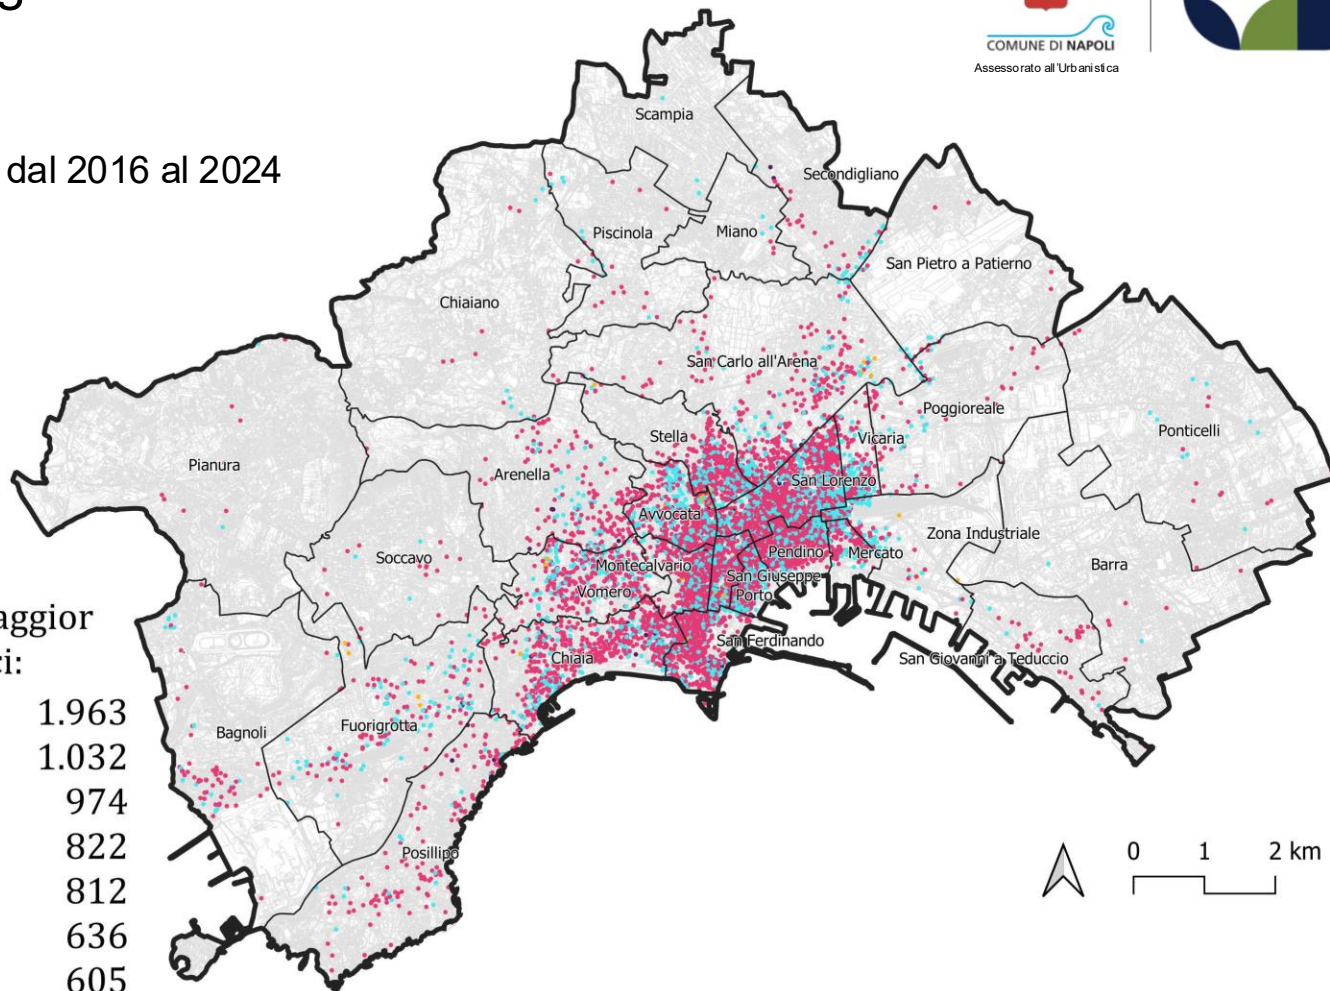 COMUNE DI NAPOLI
Assessorato all'Urbanistica
dal 2016 al 2024
Scampia
Secondigliano
Piscinola
Miano
San Pietro a Patierno
Chiaiano
San Carlo all'Arena
Poggioreale
Stella
Vicaria
Ponticelli
Pianura
Arenella
San Lorenzo
Avvocata
Zona Industriale
Soccavo
Pendino
Mercato
Montecalvario
Barra
San Giuseppe
Vomero
Porto
San Ferdinando
Chiaia
San Giovanni a Teduccio
Bagnoli
Fuorigrotta
Posillipo
aggior
ci:
1.963
1.032
974
822
812
636
605
0 1 2 km